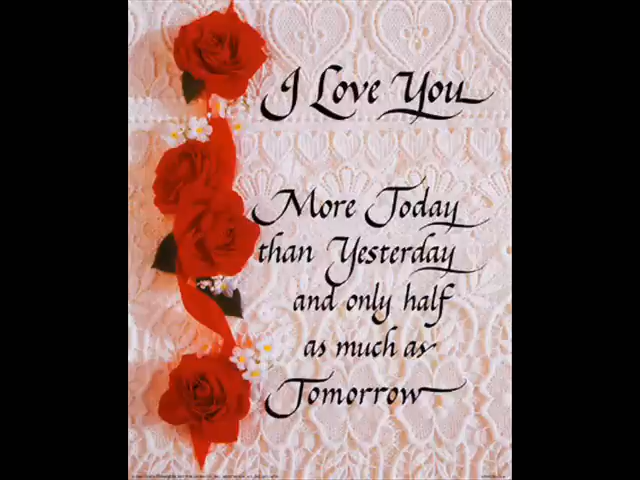 I Love You
More Today
than Yesterday
and only half
as much as
Tomorrow